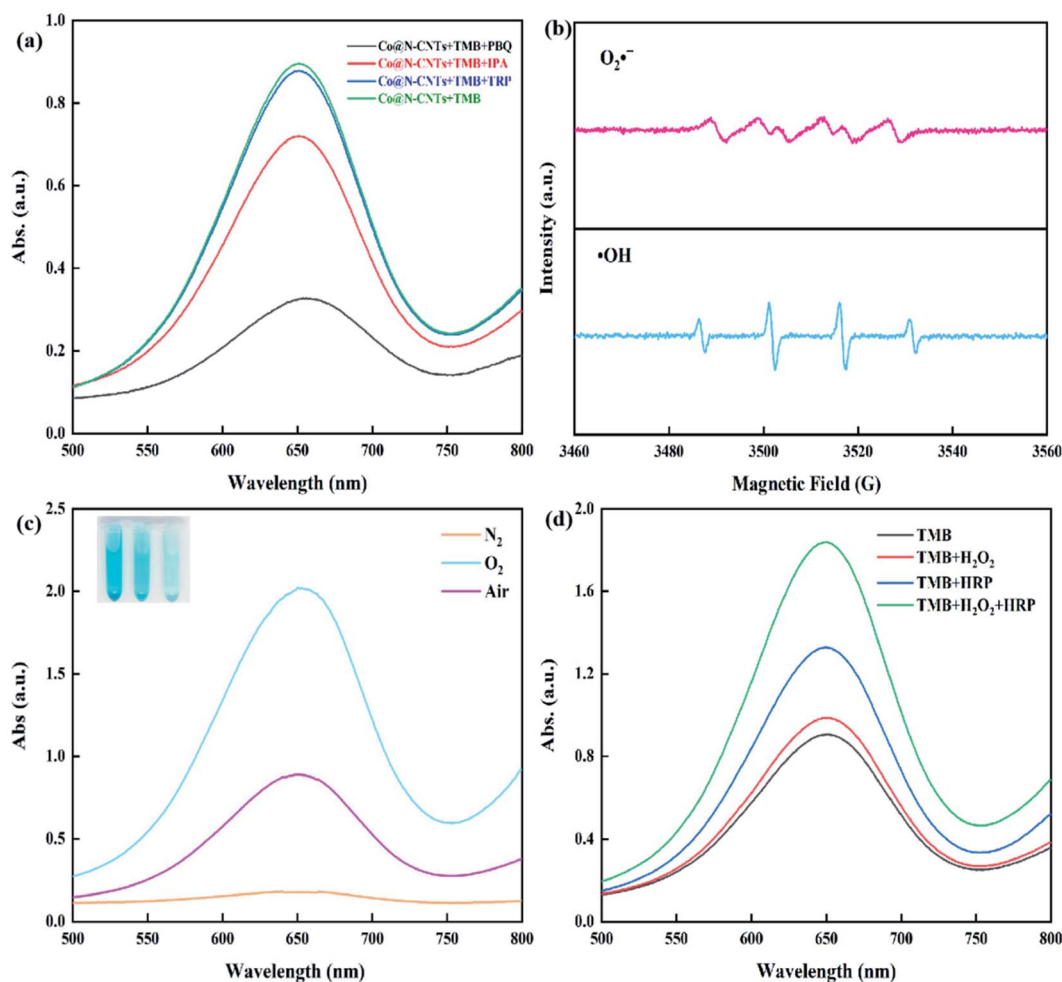 (a)
Co@N-CNTs+TMB+PBQ
Co@N-CNTs+TMB+IPA
Co@N-CNTs+TMB+TRP
Co@N-CNTs+TMB
1.0
0.8
0.6
0.4
0.2
0.0
Abs. (a.u.)
500 550 600 650 700 750 800
Wavelength (nm)
(b)
O₂•⁻
•OH
Intensity (a.u.)
3460 3480 3500 3520 3540 3560
Magnetic Field (G)
(c)
N₂
O₂
Air
2.5
2.0
1.5
1.0
0.5
0.0
Abs (a.u.)
500 550 600 650 700 750 800
Wavelength (nm)
(d)
TMB
TMB+H₂O₂
TMB+HRP
TMB+H₂O₂+HRP
2.0
1.6
1.2
0.8
0.4
0.0
Abs. (a.u.)
500 550 600 650 700 750 800
Wavelength (nm)